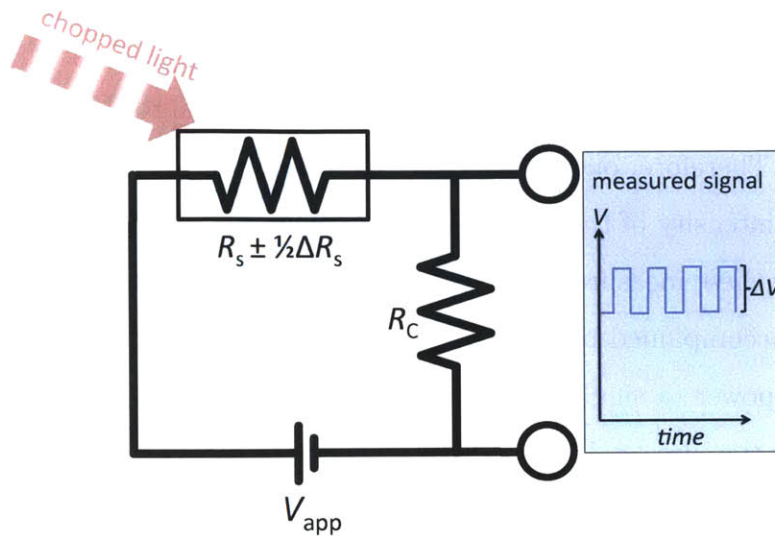 chopped light
measured signal
V
R_s ± ½ΔR_s
ΔV
R_C
time
V_app